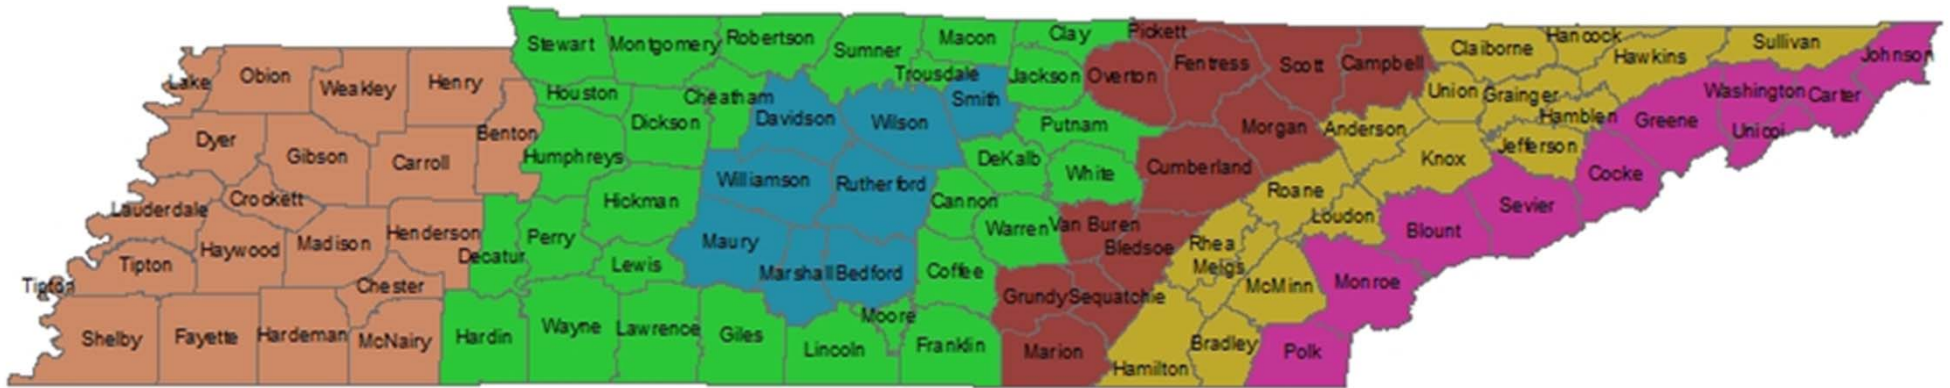 Stewart Montgomery Robertson Sumner Macon Clay Pickett Claiborne Hancock Hawkins Sullivan Johnson
Lake Obion Weakley Henry Houston Cheatham Trousdale Jackson Overton Fentress Scott Campbell
Dyer Gibson Carroll Benton Humphreys Dickson Davidson Wilson Smith Putnam Morgan Anderson Union Grainger Hamblen Greene Washington Carter Unicoi
Lauderdale Crockett Hickman Williamson Rutherford DeKalb White Cumberland Roane Knox Jefferson Cocke
Tipton Haywood Madison Henderson Decatur Perry Lewis Maury Cannon Warren Van Buren Bledsoe Rhea Loudon Blount Sevier
Tipton Chester Marshall Bedford Coffee Grundy Sequatchie Meigs McMinn Monroe
Shelby Fayette Hardeman McNairy Hardin Wayne Lawrence Giles Lincoln Moore Franklin Marion Hamilton Bradley Polk